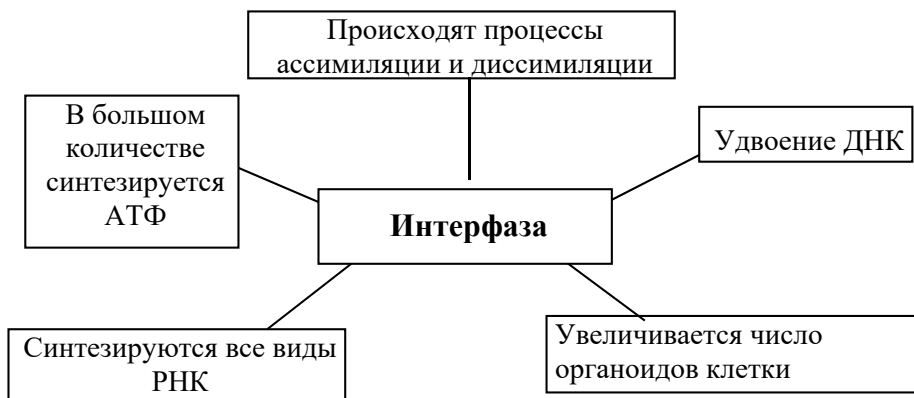 Происходят процессы
ассимиляции и диссимиляции
В большом
количестве
синтезируется
АТФ
Удвоение ДНК
Интерфаза
Синтезируются все виды
РНК
Увеличивается число
органоидов клетки